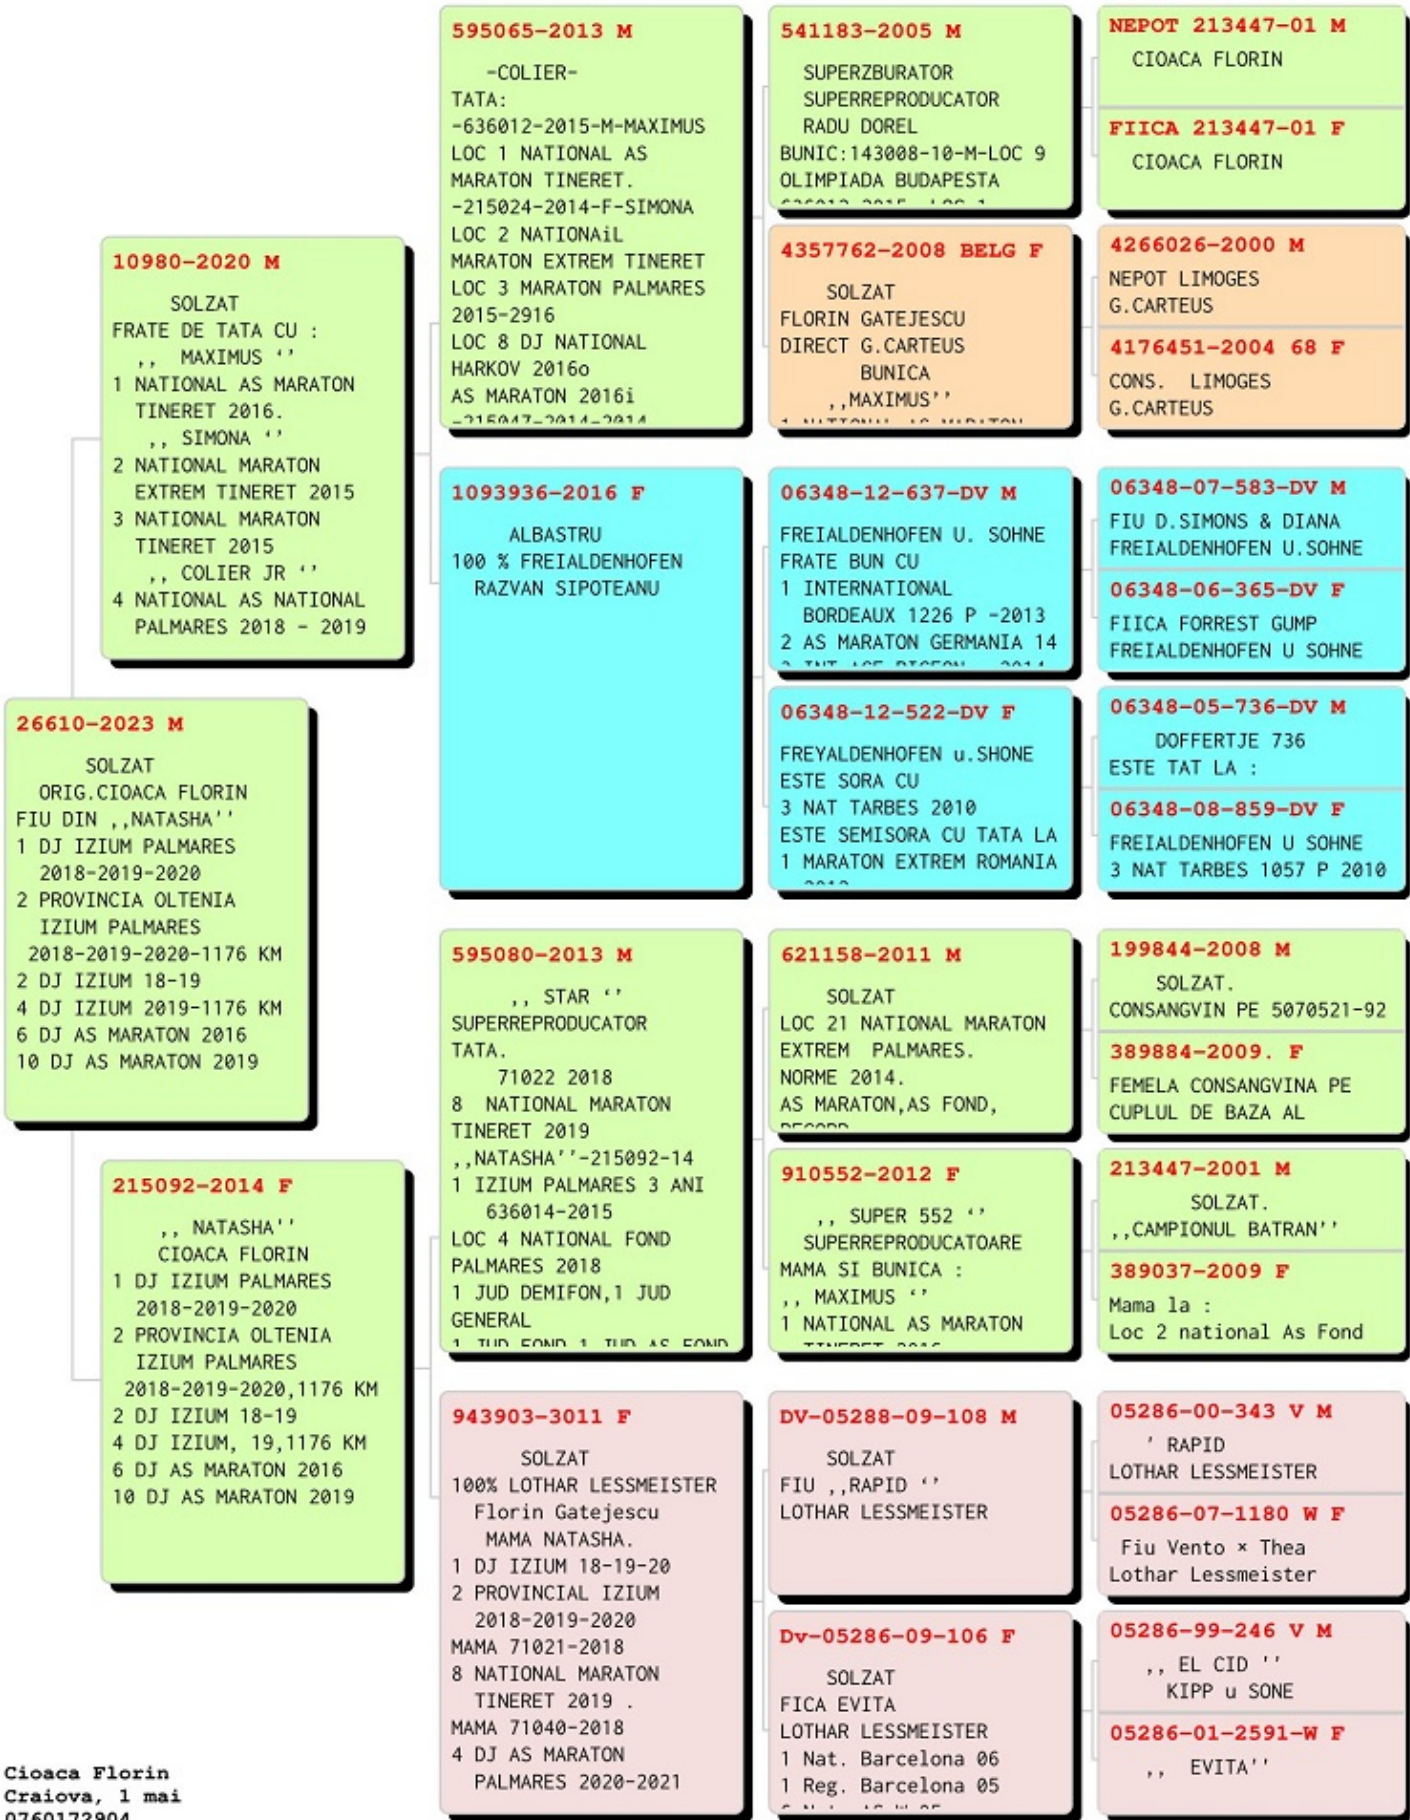 595065-2013 M
-COLIER-
TATA:
-636012-2015-M-MAXIMUS
LOC 1 NATIONAL AS
MARATON TINERET.
-215024-2014-F-SIMONA
LOC 2 NATIONAiL
MARATON EXTREM TINERET
LOC 3 MARATON PALMARES
2015-2916
LOC 8 DJ NATIONAL
HARKOV 2016o
AS MARATON 2016i
-215047-2014-2014
541183-2005 M
SUPERZBURATOR
SUPERREPRODUCATOR
RADU DOREL
BUNIC:143008-10-M-LOC 9
OLIMPIADA BUDAPESTA
636012-2015- LOC 1
NEPOT 213447-01 M
CIOACA FLORIN
FIICA 213447-01 F
CIOACA FLORIN
4357762-2008 BELG F
SOLZAT
FLORIN GATEJESCU
DIRECT G.CARTEUS
BUNICA
,,MAXIMUS''
1 NATIONAL AS MARATON
4266026-2000 M
NEPOT LIMOGES
G.CARTEUS
4176451-2004 68 F
CONS. LIMOGES
G.CARTEUS
10980-2020 M
SOLZAT
FRATE DE TATA CU :
,, MAXIMUS ‘’
1 NATIONAL AS MARATON
TINERET 2016.
,, SIMONA ‘’
2 NATIONAL MARATON
EXTREM TINERET 2015
3 NATIONAL MARATON
TINERET 2015
,, COLIER JR ‘’
4 NATIONAL AS NATIONAL
PALMARES 2018 - 2019
1093936-2016 F
ALBASTRU
100 % FREIALDENHOFEN
RAZVAN SIPOTEANU
06348-12-637-DV M
FREIALDENHOFEN U. SOHNE
FRATE BUN CU
1 INTERNATIONAL
BORDEAUX 1226 P -2013
2 AS MARATON GERMANIA 14
06348-07-583-DV M
FIU D.SIMONS & DIANA
FREIALDENHOFEN U.SOHNE
06348-06-365-DV F
FIICA FORREST GUMP
FREIALDENHOFEN U SOHNE
06348-12-522-DV F
FREYALDENHOFEN u.SHONE
ESTE SORA CU
3 NAT TARBES 2010
ESTE SEMISORA CU TATA LA
1 MARATON EXTREM ROMANIA
06348-05-736-DV M
DOFFERTJE 736
ESTE TAT LA :
06348-08-859-DV F
FREIALDENHOFEN U SOHNE
3 NAT TARBES 1057 P 2010
26610-2023 M
SOLZAT
ORIG.CIOACA FLORIN
FIU DIN ,,NATASHA''
1 DJ IZIUM PALMARES
2018-2019-2020
2 PROVINCIA OLTENIA
IZIUM PALMARES
2018-2019-2020-1176 KM
2 DJ IZIUM 18-19
4 DJ IZIUM 2019-1176 KM
6 DJ AS MARATON 2016
10 DJ AS MARATON 2019
595080-2013 M
,, STAR ‘’
SUPERREPRODUCATOR
TATA.
71022 2018
8 NATIONAL MARATON
TINERET 2019
,,NATASHA''-215092-14
1 IZIUM PALMARES 3 ANI
636014-2015
LOC 4 NATIONAL FOND
PALMARES 2018
1 JUD DEMIFON,1 JUD
GENERAL
1 JUD FOND 1 JUD AS FOND
621158-2011 M
SOLZAT
LOC 21 NATIONAL MARATON
EXTREM PALMARES.
NORME 2014.
AS MARATON,AS FOND,
RECORD
199844-2008 M
SOLZAT.
CONSANGVIN PE 5070521-92
389884-2009. F
FEMELA CONSANGVINA PE
CUPLUL DE BAZA AL
910552-2012 F
,, SUPER 552 ‘’
SUPERREPRODUCATOARE
MAMA SI BUNICA :
,, MAXIMUS ‘’
1 NATIONAL AS MARATON
TINERET 2016
213447-2001 M
SOLZAT.
,,CAMPIONUL BATRAN''
389037-2009 F
Mama la :
Loc 2 national As Fond
215092-2014 F
,, NATASHA''
CIOACA FLORIN
1 DJ IZIUM PALMARES
2018-2019-2020
2 PROVINCIA OLTENIA
IZIUM PALMARES
2018-2019-2020,1176 KM
2 DJ IZIUM 18-19
4 DJ IZIUM, 19,1176 KM
6 DJ AS MARATON 2016
10 DJ AS MARATON 2019
943903-3011 F
SOLZAT
100% LOTHAR LESSMEISTER
Florin Gatejescu
MAMA NATASHA.
1 DJ IZIUM 18-19-20
2 PROVINCIAL IZIUM
2018-2019-2020
MAMA 71021-2018
8 NATIONAL MARATON
TINERET 2019 .
MAMA 71040-2018
4 DJ AS MARATON
PALMARES 2020-2021
DV-05288-09-108 M
SOLZAT
FIU ,,RAPID ‘’
LOTHAR LESSMEISTER
05286-00-343 V M
' RAPID
LOTHAR LESSMEISTER
05286-07-1180 W F
Fiu Vento × Thea
Lothar Lessmeister
Dv-05286-09-106 F
SOLZAT
FICA EVITA
LOTHAR LESSMEISTER
1 Nat. Barcelona 06
1 Reg. Barcelona 05
05286-99-246 V M
,, EL CID ''
KIPP u SONE
05286-01-2591-W F
,, EVITA''
Cioaca Florin
Craiova, 1 mai
0760172904